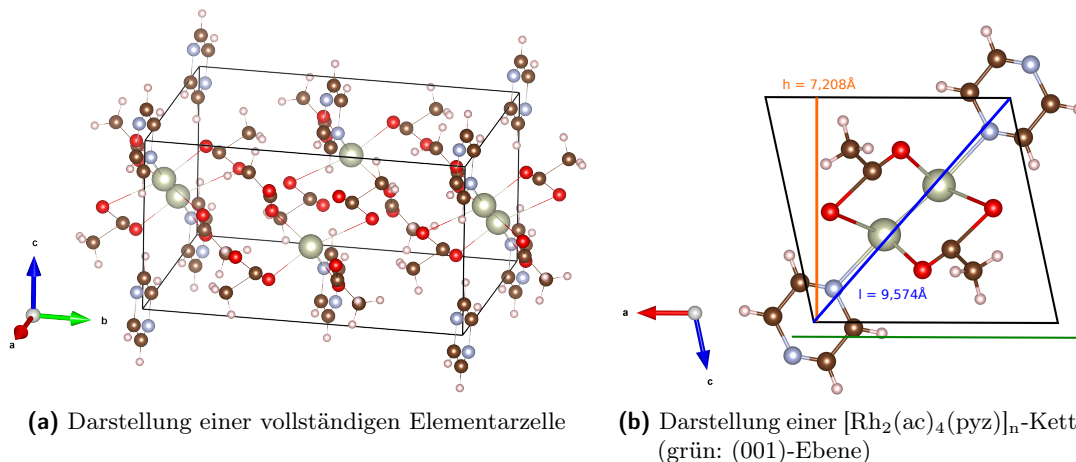 h = 7,208Å
l = 9,574Å
c
b
a
a
c
(a) Darstellung einer vollständigen Elementarzelle
(b) Darstellung einer [Rh2(ac)4(pyz)]n-Kett
(grün: (001)-Ebene)